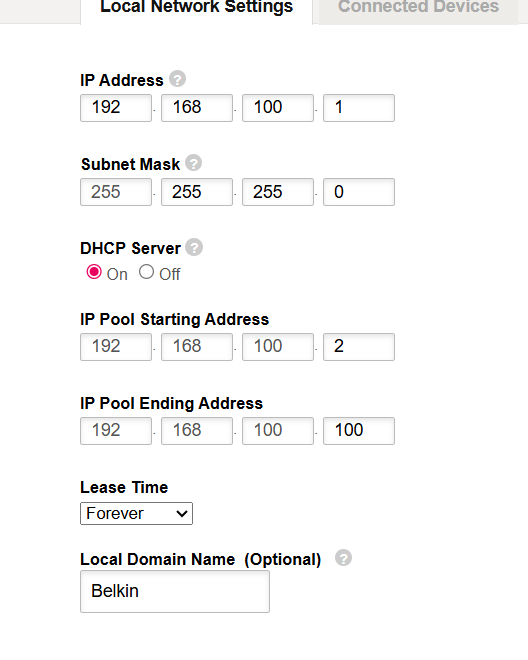 Local Network Settings Connected Devices
IP Address ?
192 . 168 . 100 . 1
Subnet Mask ?
255 . 255 . 255 . 0
DHCP Server ?
On Off
IP Pool Starting Address
192 . 168 . 100 . 2
IP Pool Ending Address
192 . 168 . 100 . 100
Lease Time
Forever
Local Domain Name (Optional) ?
Belkin